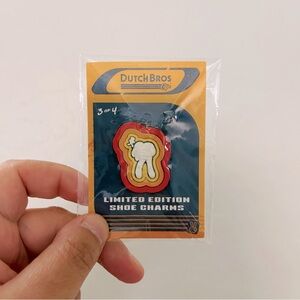 DUTCH BROS
3 OF 4
LIMITED EDITION
SHOE CHARMS